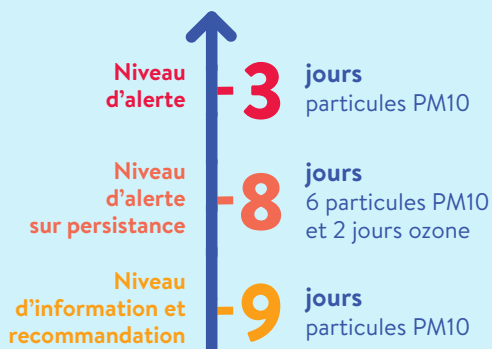 Niveau
d'alerte
3
jours
particules PM10
Niveau
d'alerte
sur persistance
8
jours
6 particules PM10
et 2 jours ozone
Niveau
d'information et
recommandation
9
jours
particules PM10